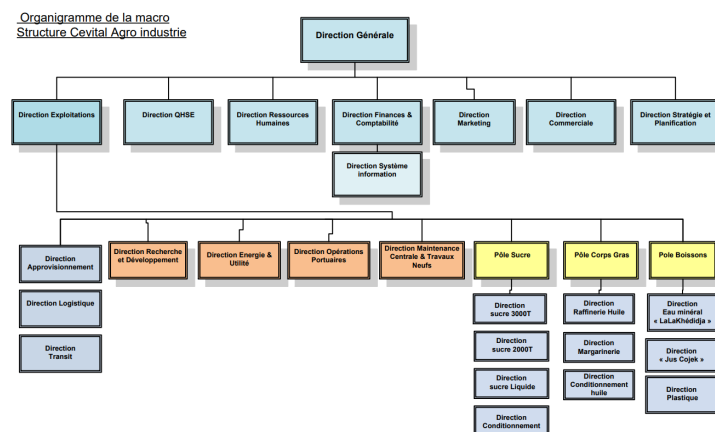 Organigramme de la macro
Structure Cevital Agro industrie
Direction Générale
Direction Exploitations
Direction QHSE
Direction Ressources
Humaines
Direction Finances &
Comptabilité
Direction
Marketing
Direction
Commerciale
Direction Stratégie et
Planification
Direction Système
information
Direction
Approvisionnement
Direction Recherche
et Développement
Direction Energie &
Utilité
Direction Opérations
Portuaires
Direction Maintenance
Centrale & Travaux
Neufs
Pôle Sucre
Pôle Corps Gras
Pole Boissons
Direction Logistique
Direction
Transit
Direction
sucre 3000T
Direction
sucre 2000T
Direction
sucre Liquide
Direction
Conditionnement
Direction
Raffinerie Huile
Direction
Margarinerie
Direction
Conditionnement
huile
Direction
Eau minéral
« LaLaKhédidja »
Direction
« Jus Cojek »
Direction
Plastique